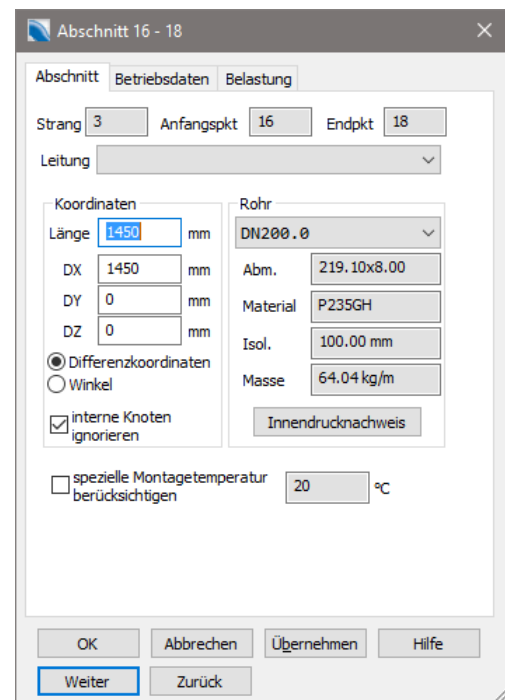 Abschnitt 16 - 18
Abschnitt Betriebsdaten Belastung
Strang 3 Anfangspkt 16 Endpkt 18
Leitung
Koordinaten
Länge 1450 mm
DX 1450 mm
DY 0 mm
DZ 0 mm
Differenzkoordinaten
Winkel
interne Knoten
ignorieren
Rohr
DN200.0
Abm. 219.10x8.00
Material P235GH
Isol. 100.00 mm
Masse 64.04 kg/m
Innendrucknachweis
spezielle Montagetemperatur
berücksichtigen
20 ºC
OK Abbrechen Übernehmen Hilfe
Weiter Zurück